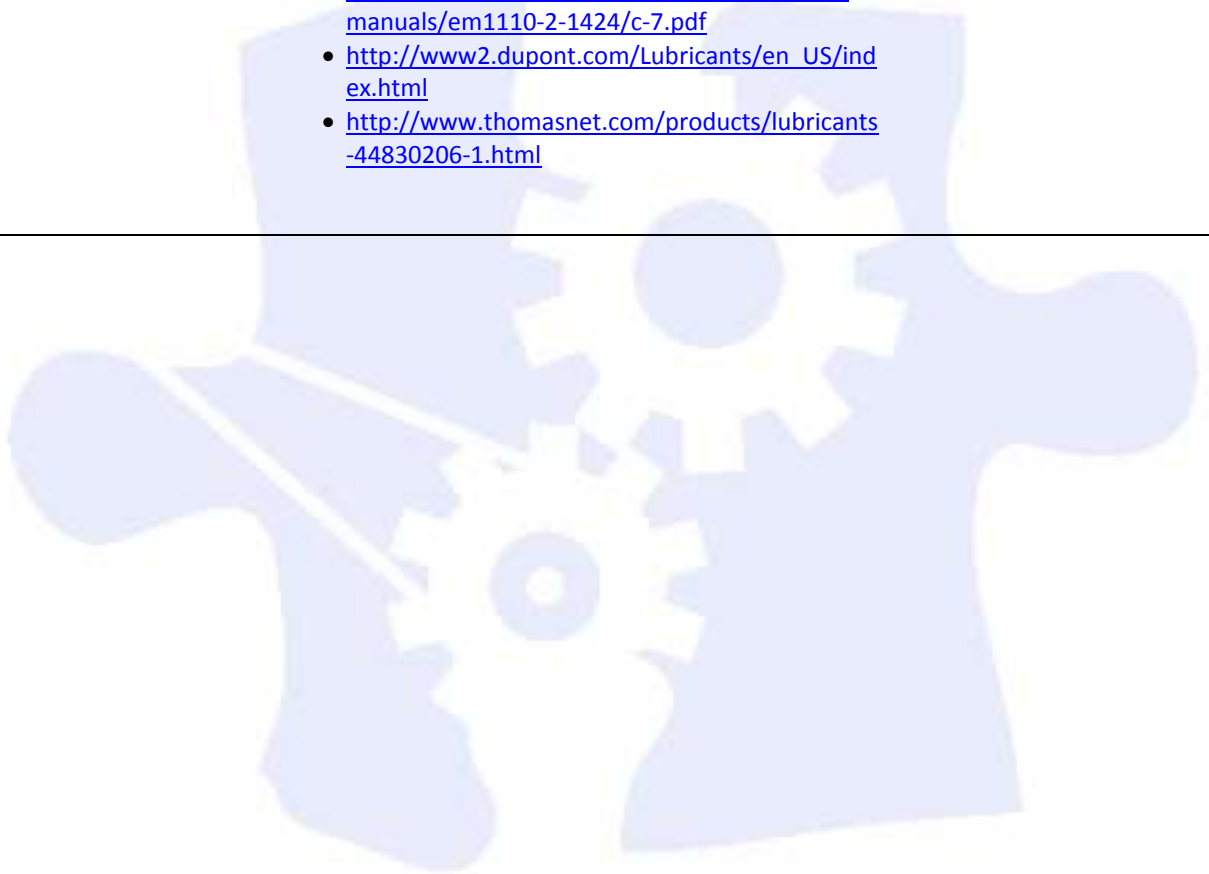 manuals/em1110-2-1424/c-7.pdf
• http://www2.dupont.com/Lubricants/en_US/ind
ex.html
• http://www.thomasnet.com/products/lubricants
-44830206-1.html